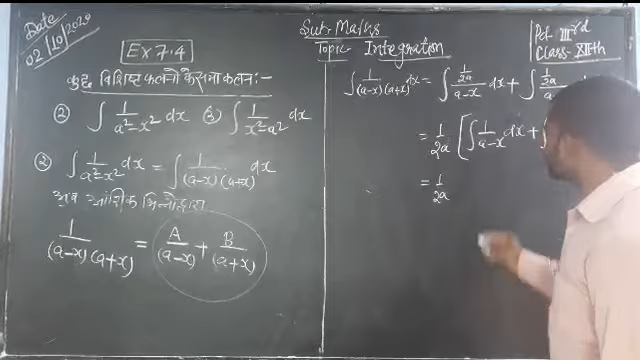 Date
02/10/2020
Sub- Maths
Topic- Integration
Pd- IIIrd
Class- XIIth
Ex 7.4
कुछ विशिष्ट फलनों के समाकलन:-
② ∫ 1/(a²-x²) dx ③ ∫ 1/(x²-a²) dx
② ∫ 1/(a²-x²) dx = ∫ 1/((a-x)(a+x)) dx
अब आंशिक भिन्नों द्वारा
1/((a-x)(a+x)) = A/(a-x) + B/(a+x)
∫ 1/((a-x)(a+x)) dx = ∫ (1/2a)/(a-x) dx + ∫ (1/2a)/a
= 1/2a [∫ 1/(a-x) dx + ∫
= 1/2a